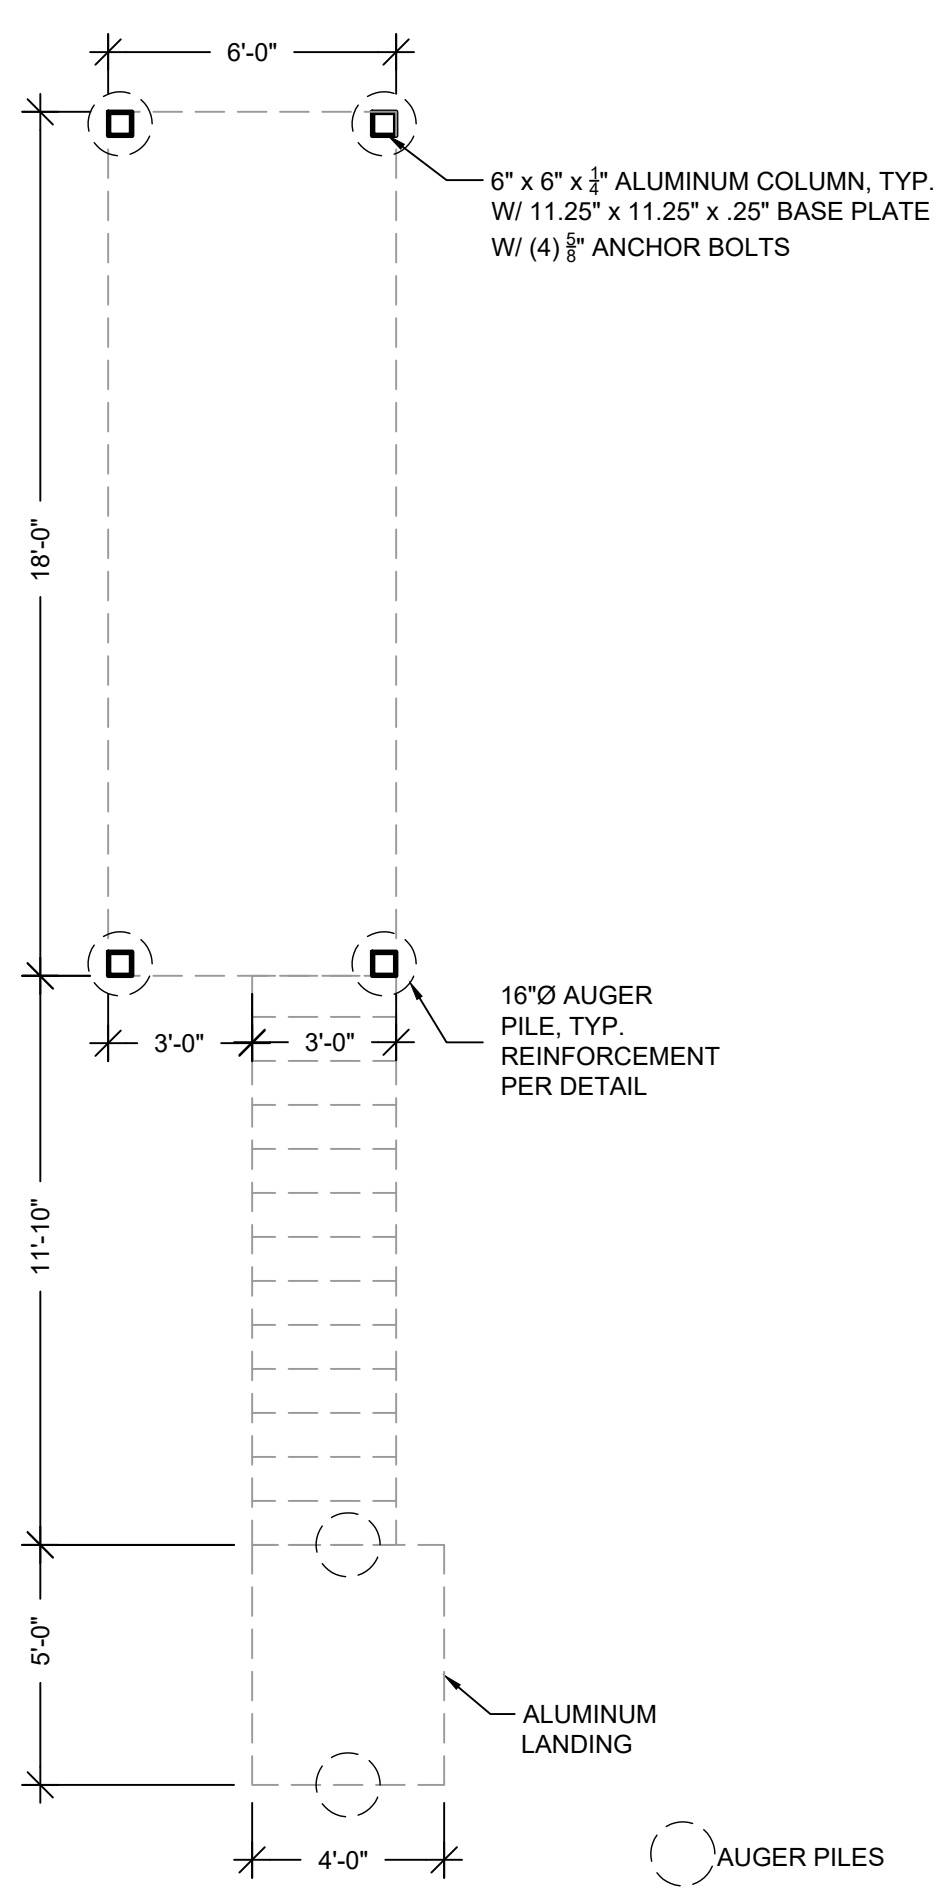 6'-0"
6" x 6" x 1/4" ALUMINUM COLUMN, TYP.
W/ 11.25" x 11.25" x .25" BASE PLATE
W/ (4) 5/8" ANCHOR BOLTS
18'-0"
16"Ø AUGER
PILE, TYP.
REINFORCEMENT
PER DETAIL
3'-0"
3'-0"
11'-10"
5'-0"
ALUMINUM
LANDING
4'-0"
AUGER PILES